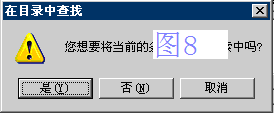 在目录中查找
您想要将当前的
图8
中吗?
是(Y) 否(N) 取消